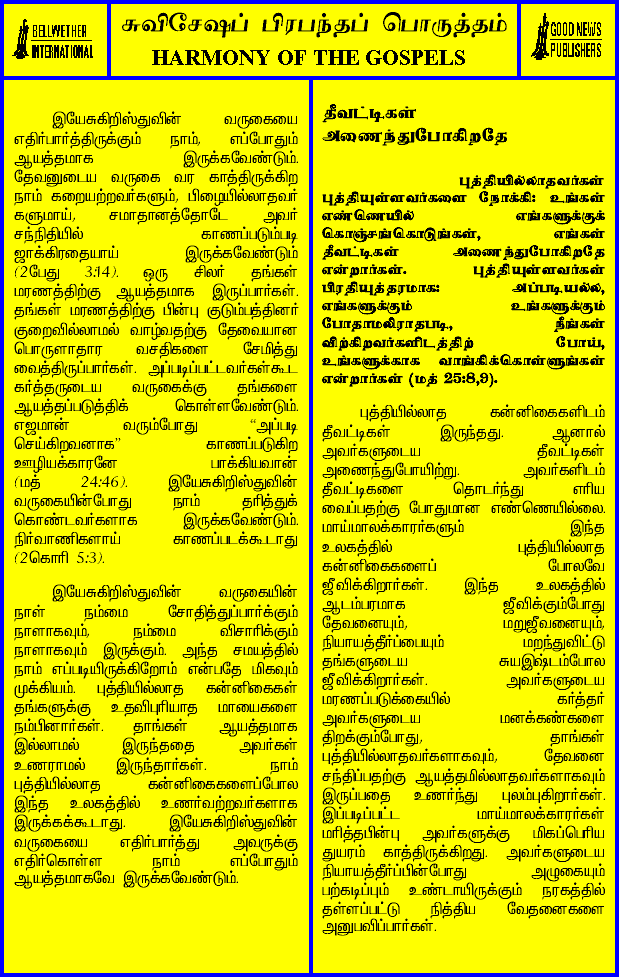 BELLWETHER
INTERNATIONAL
சுவிசேஷப் பிரபந்தப் பொருத்தம்
HARMONY OF THE GOSPELS
GOOD NEWS
PUBLISHERS
இயேசுகிறிஸ்துவின் வருகையை
எதிர்பார்த்திருக்கும் நாம், எப்போதும்
ஆயத்தமாக இருக்கவேண்டும்.
தேவனுடைய வருகை வர காத்திருக்கிற
நாம் கறையற்றவர்களும், பிழையில்லாதவர்
களுமாய், சமாதானத்தோடே அவர்
சந்நிதியில் காணப்படும்படி
ஜாக்கிரதையாய் இருக்கவேண்டும்
(2பேது 3:14). ஒரு சிலர் தங்கள்
மரணத்திற்கு ஆயத்தமாக இருப்பார்கள்.
தங்கள் மரணத்திற்கு பின்பு குடும்பத்தினர்
குறைவில்லாமல் வாழ்வதற்கு தேவையான
பொருளாதார வசதிகளை சேமித்து
வைத்திருப்பார்கள். அப்படிப்பட்டவர்கள்கூட
கர்த்தருடைய வருகைக்கு தங்களை
ஆயத்தப்படுத்திக் கொள்ளவேண்டும்.
எஜமான் வரும்போது “அப்படி
செய்கிறவனாக” காணப்படுகிற
ஊழியக்காரனே பாக்கியவான்
(மத் 24:46). இயேசுகிறிஸ்துவின்
வருகையின்போது நாம் தரித்துக்
கொண்டவர்களாக இருக்கவேண்டும்.
நிர்வாணிகளாய் காணப்படக்கூடாது
(2கொரி 5:3).
இயேசுகிறிஸ்துவின் வருகையின்
நாள் நம்மை சோதித்துப்பார்க்கும்
நாளாகவும், நம்மை விசாரிக்கும்
நாளாகவும் இருக்கும். அந்த சமயத்தில்
நாம் எப்படியிருக்கிறோம் என்பதே மிகவும்
முக்கியம். புத்தியில்லாத கன்னிகைகள்
தங்களுக்கு உதவிபுரியாத மாயைகளை
நம்பினார்கள். தாங்கள் ஆயத்தமாக
இல்லாமல் இருந்ததை அவர்கள்
உணராமல் இருந்தார்கள். நாம்
புத்தியில்லாத கன்னிகைகளைப்போல
இந்த உலகத்தில் உணர்வற்றவர்களாக
இருக்கக்கூடாது. இயேசுகிறிஸ்துவின்
வருகையை எதிர்பார்த்து அவருக்கு
எதிர்கொள்ள நாம் எப்போதும்
ஆயத்தமாகவே இருக்கவேண்டும்.
தீவட்டிகள்
அணைந்துபோகிறதே
புத்தியில்லாதவர்கள்
புத்தியுள்ளவர்களை நோக்கி: உங்கள்
எண்ணெயில் எங்களுக்குக்
கொஞ்சங்கொடுங்கள், எங்கள்
தீவட்டிகள் அணைந்துபோகிறதே
என்றார்கள். புத்தியுள்ளவர்கள்
பிரதியுத்தரமாக: அப்படியல்ல,
எங்களுக்கும் உங்களுக்கும்
போதாமலிராதபடி, நீங்கள்
விற்கிறவர்களிடத்திற் போய்,
உங்களுக்காக வாங்கிக்கொள்ளுங்கள்
என்றார்கள் (மத் 25:8,9).
புத்தியில்லாத கன்னிகைகளிடம்
தீவட்டிகள் இருந்தது. ஆனால்
அவர்களுடைய தீவட்டிகள்
அணைந்துபோயிற்று. அவர்களிடம்
தீவட்டிகளை தொடர்ந்து எரிய
வைப்பதற்கு போதுமான எண்ணெயில்லை.
மாய்மாலக்காரர்களும் இந்த
உலகத்தில் புத்தியில்லாத
கன்னிகைகளைப் போலவே
ஜீவிக்கிறார்கள். இந்த உலகத்தில்
ஆடம்பரமாக ஜீவிக்கும்போது
தேவனையும், மறுஜீவனையும்,
நியாயத்தீர்ப்பையும் மறந்துவிட்டு
தங்களுடைய சுயஇஷ்டம்போல
ஜீவிக்கிறார்கள். அவர்களுடைய
மரணப்படுக்கையில் கர்த்தர்
அவர்களுடைய மனக்கண்களை
திறக்கும்போது, தாங்கள்
புத்தியில்லாதவர்களாகவும், தேவனை
சந்திப்பதற்கு ஆயத்தமில்லாதவர்களாகவும்
இருப்பதை உணர்ந்து புலம்புகிறார்கள்.
இப்படிப்பட்ட மாய்மாலக்காரர்கள்
மரித்தபின்பு அவர்களுக்கு மிகப்பெரிய
துயரம் காத்திருக்கிறது. அவர்களுடைய
நியாயத்தீர்ப்பின்போது அழுகையும்
பற்கடிப்பும் உண்டாயிருக்கும் நரகத்தில்
தள்ளப்பட்டு நித்திய வேதனைகளை
அனுபவிப்பார்கள்.